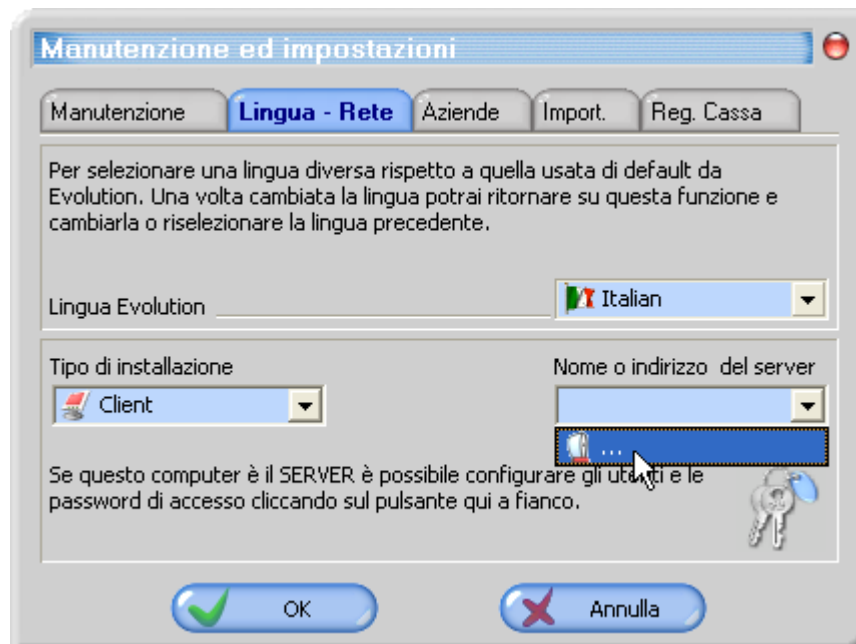 Manutenzione ed impostazioni
Manutenzione Lingua - Rete Aziende Import. Reg. Cassa
Per selezionare una lingua diversa rispetto a quella usata di default da
Evolution. Una volta cambiata la lingua potrai ritornare su questa funzione e
cambiarla o riselezionare la lingua precedente.
Lingua Evolution Italian
Tipo di installazione Nome o indirizzo del server
Client
...
Se questo computer è il SERVER è possibile configurare gli utenti e le
password di accesso cliccando sul pulsante qui a fianco.
OK Annulla